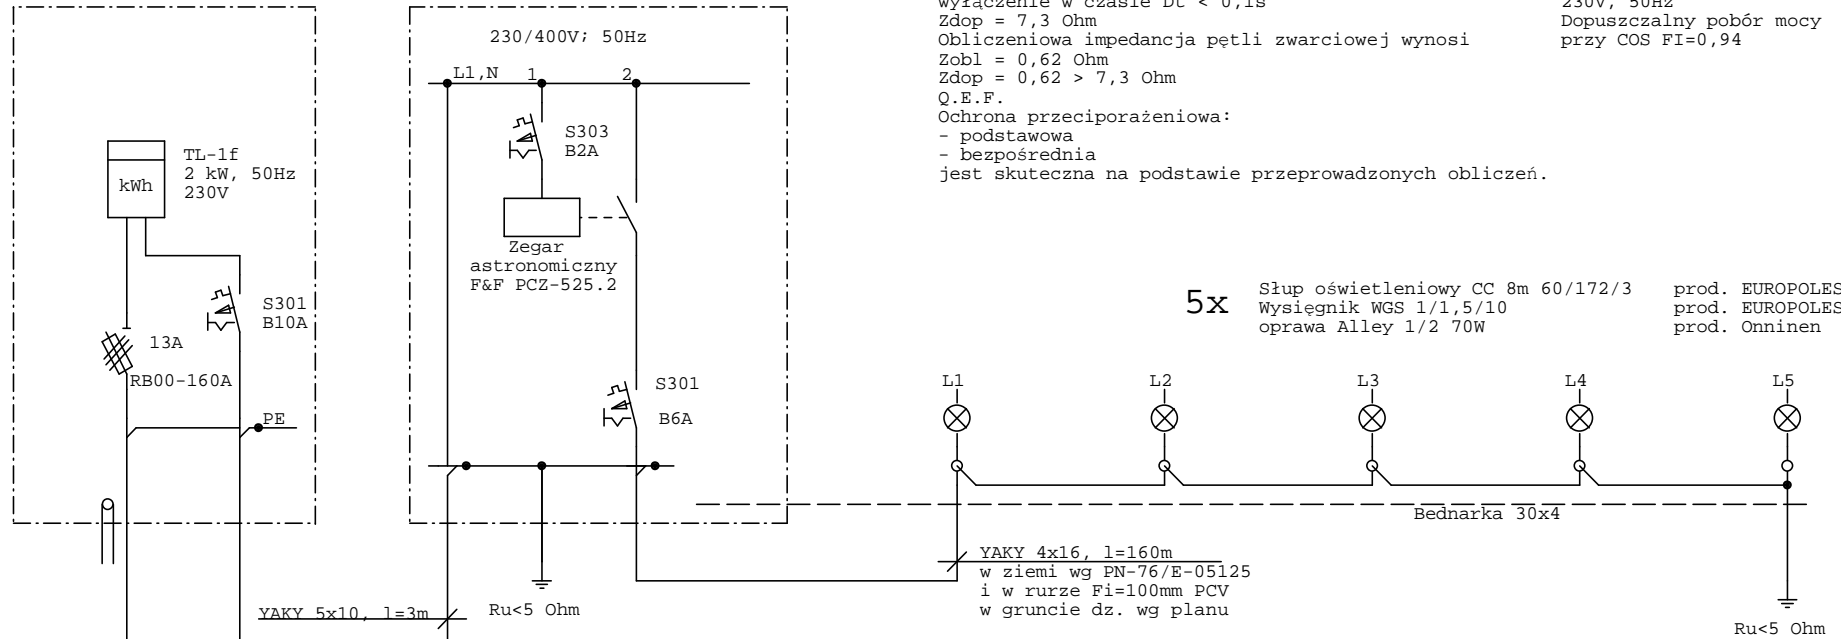 wyłączenie w czasie Dt < 0,1s
Zdop = 7,3 Ohm
Obliczeniowa impedancja pętli zwarciowej wynosi
Zobl = 0,62 Ohm
Zdop = 0,62 > 7,3 Ohm
Q.E.F.
Ochrona przeciporażeniowa:
- podstawowa
- bezpośrednia
jest skuteczna na podstawie przeprowadzonych obliczeń.
230V, 50Hz
Dopuszczalny pobór mocy
przy COS FI=0,94
230/400V; 50Hz
L1,N
1
2
S303
B2A
Zegar
astronomiczny
F&F PCZ-525.2
S301
B6A
Ru<5 Ohm
kWh
TL-1f
2 kW, 50Hz
230V
S301
B10A
13A
RB00-160A
PE
YAKY 5x10, l=3m
5x
Słup oświetleniowy CC 8m 60/172/3
Wysięgnik WGS 1/1,5/10
oprawa Alley 1/2 70W
prod. EUROPOLES
prod. EUROPOLES
prod. Onninen
L1
L2
L3
L4
L5
Bednarka 30x4
YAKY 4x16, l=160m
w ziemi wg PN-76/E-05125
i w rurze Fi=100mm PCV
w gruncie dz. wg planu
Ru<5 Ohm